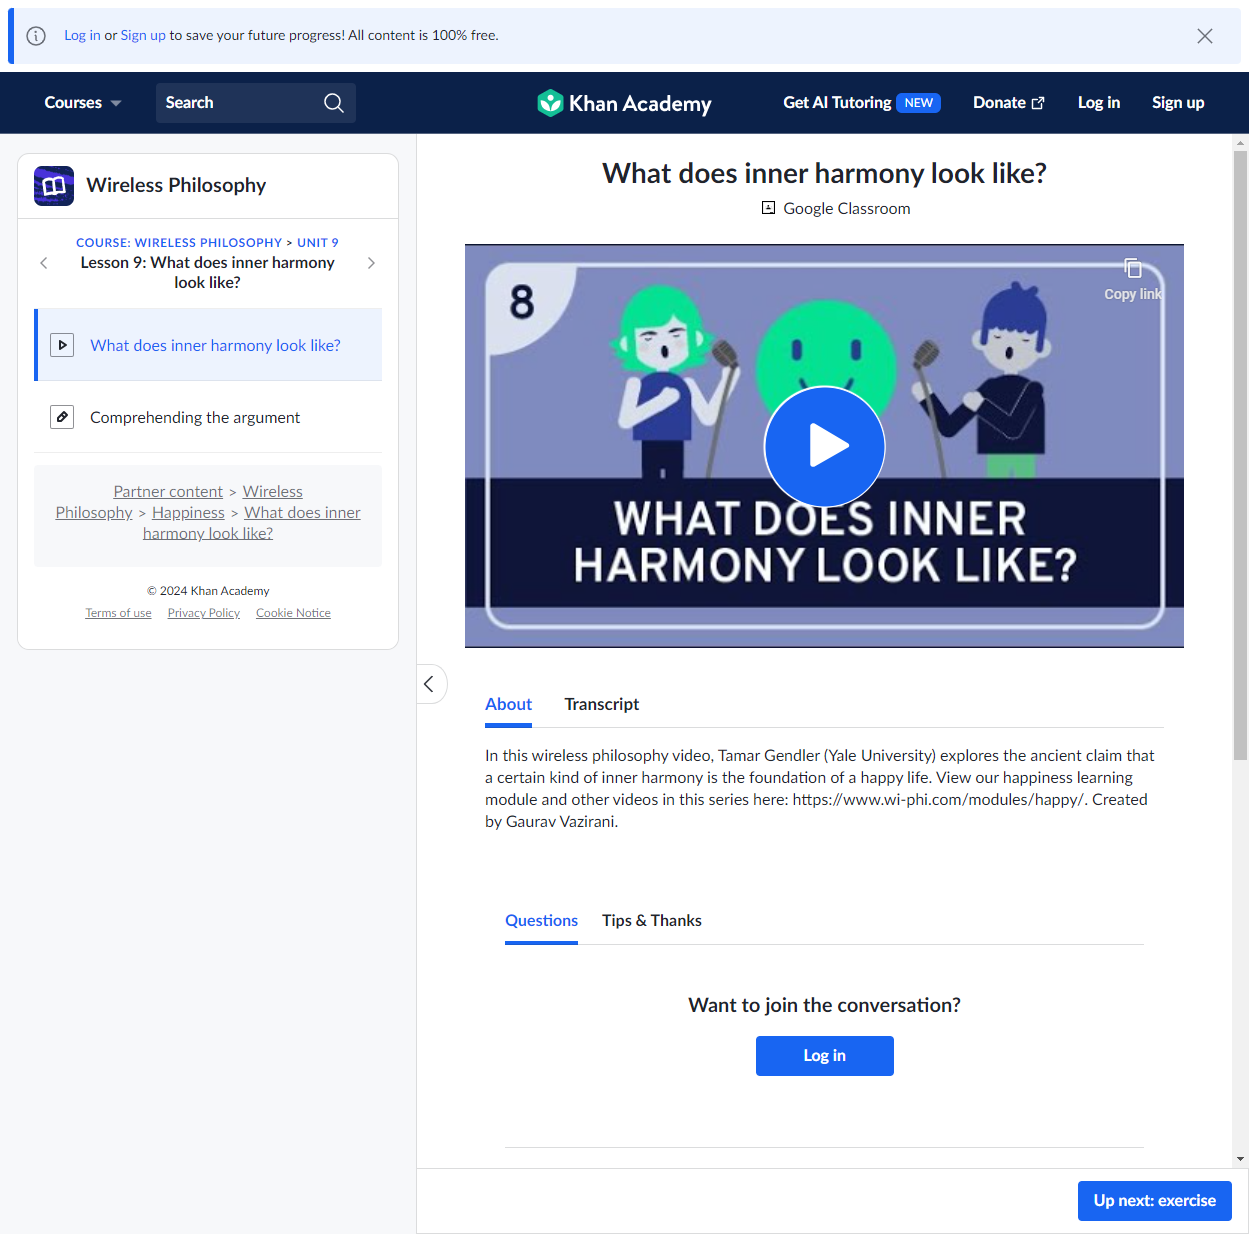 Log in or Sign up to save your future progress! All content is 100% free.
Courses
Search
Khan Academy
Get AI Tutoring NEW
Donate
Log in
Sign up
Wireless Philosophy
COURSE: WIRELESS PHILOSOPHY > UNIT 9
Lesson 9: What does inner harmony
look like?
What does inner harmony look like?
Comprehending the argument
Partner content > Wireless
Philosophy > Happiness > What does inner
harmony look like?
© 2024 Khan Academy
Terms of use Privacy Policy Cookie Notice
What does inner harmony look like?
Google Classroom
8
Copy link
WHAT DOES INNER
HARMONY LOOK LIKE?
About Transcript
In this wireless philosophy video, Tamar Gendler (Yale University) explores the ancient claim that
a certain kind of inner harmony is the foundation of a happy life. View our happiness learning
module and other videos in this series here: https://www.wi-phi.com/modules/happy/. Created
by Gaurav Vazirani.
Questions Tips & Thanks
Want to join the conversation?
Log in
Up next: exercise